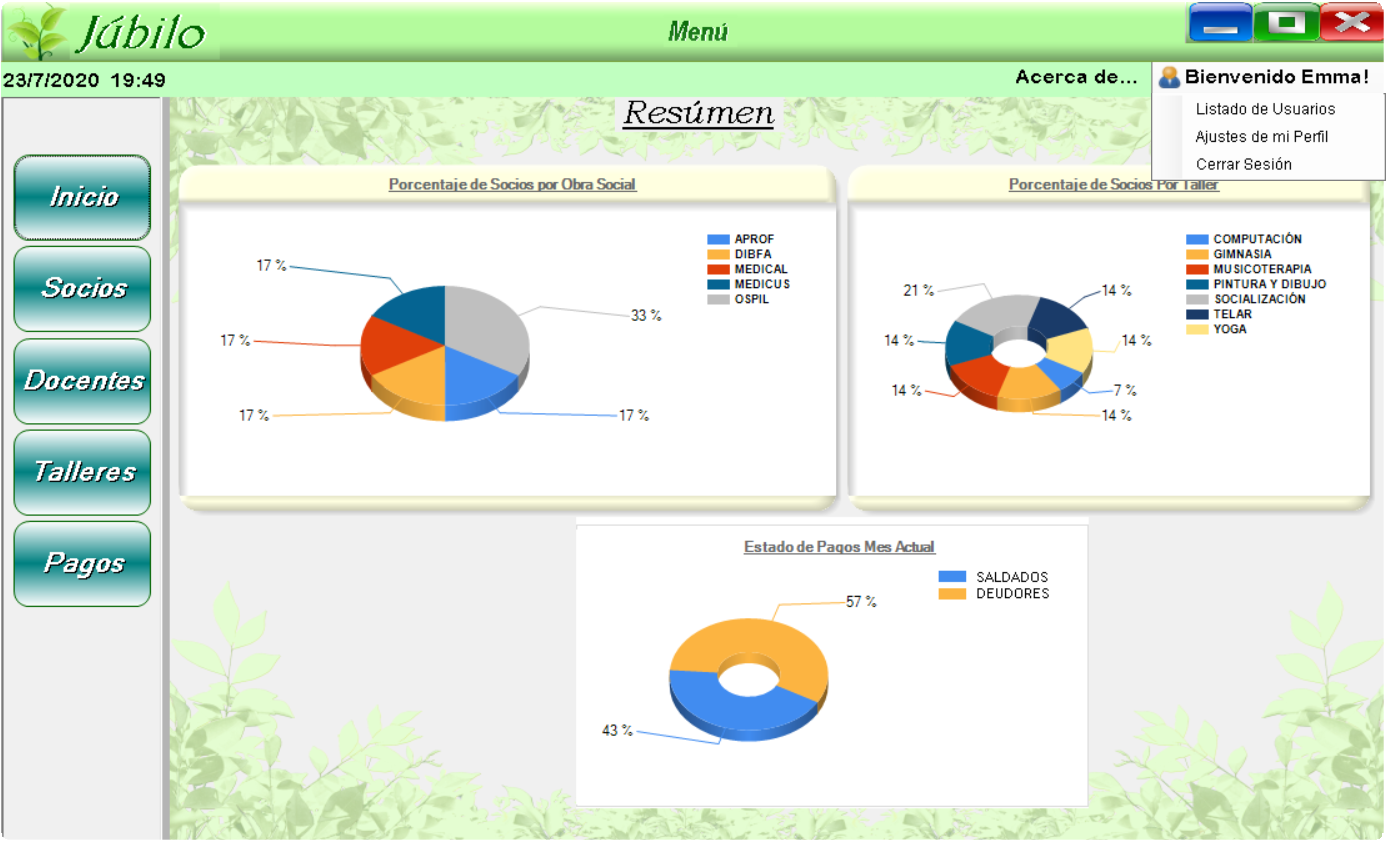 Júbilo
Menú
23/7/2020 19:49
Acerca de...
Bienvenido Emma!
Listado de Usuarios
Ajustes de mi Perfil
Cerrar Sesión
Resúmen
Inicio
Socios
Docentes
Talleres
Pagos
Porcentaje de Socios por Obra Social
17 %
33 %
17 %
17 %
17 %
APROF
DIBFA
MEDICAL
MEDICUS
OSPIL
Porcentaje de Socios Por Taller
21 %
14 %
14 %
14 %
14 %
7 %
14 %
COMPUTACIÓN
GIMNASIA
MUSICOTERAPIA
PINTURA Y DIBUJO
SOCIALIZACIÓN
TELAR
YOGA
Estado de Pagos Mes Actual
SALDADOS
DEUDORES
57 %
43 %